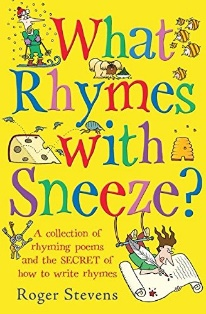 What
Rhymes
with
Sneeze?
A collection of
rhyming poems
and the SECRET of
how to write rhymes
Roger Stevens